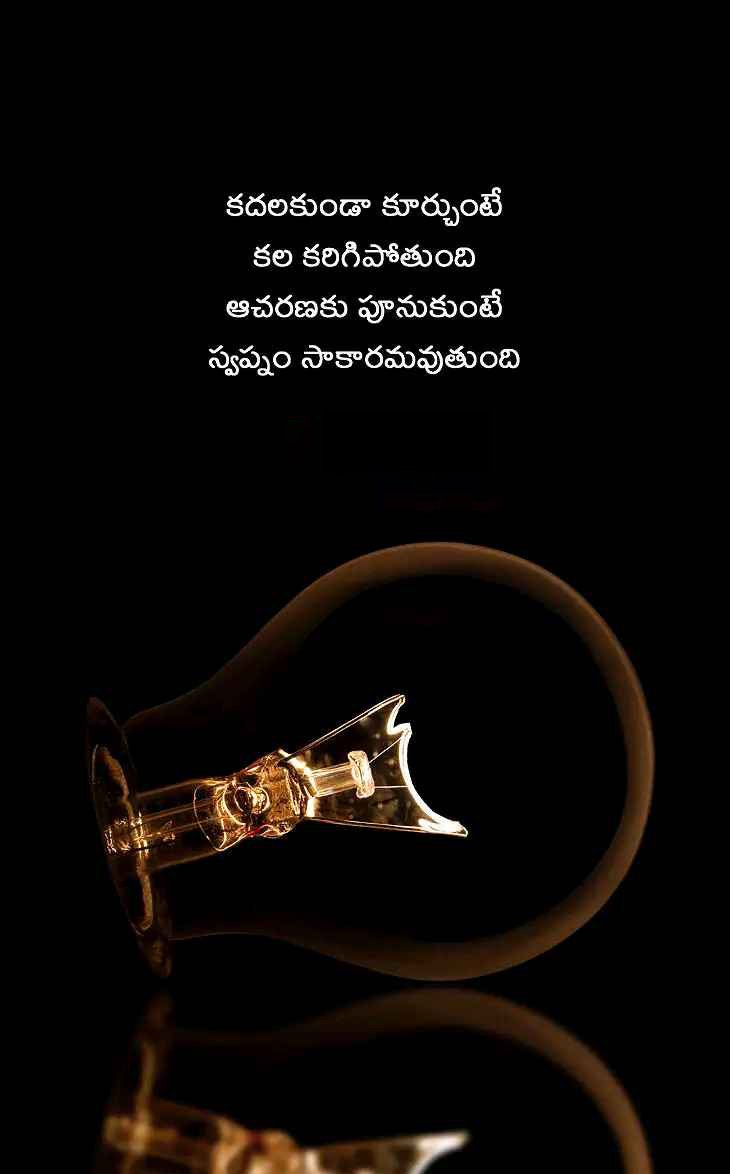 కదలకుండా కూర్చుంటే
కల కరిగిపోతుంది
ఆచరణకు పూనుకుంటే
స్వప్నం సాకారమవుతుంది